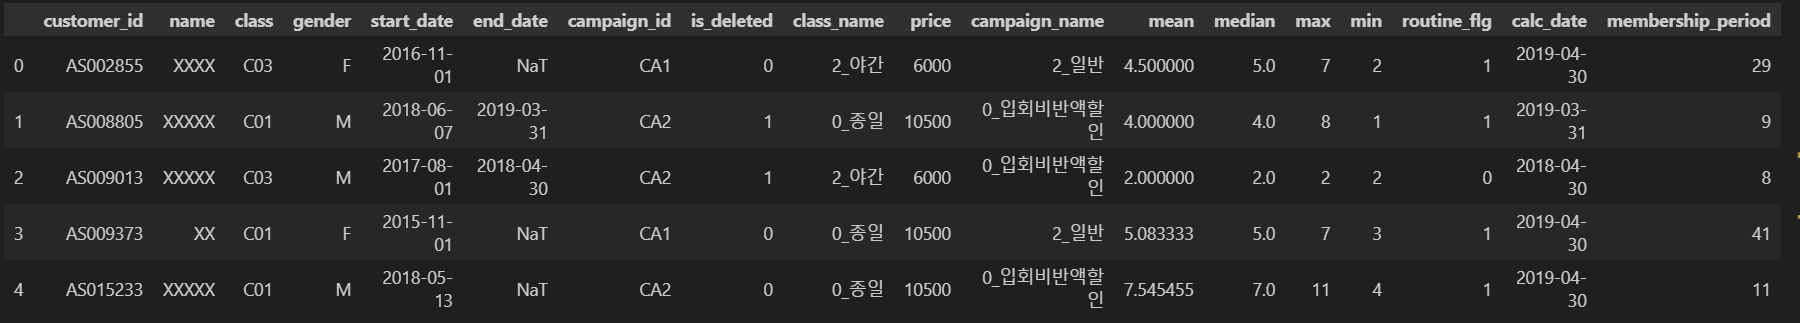 customer_id name class gender start_date end_date campaign_id is_deleted class_name price campaign_name mean median max min routine_flg calc_date membership_period
0 AS002855 XXXX C03 F 2016-11-01 NaT CA1 0 2_야간 6000 2_일반 4.500000 5.0 7 2 1 2019-04-30 29
1 AS008805 XXXXX C01 M 2018-06-07 2019-03-31 CA2 1 0_종일 10500 0_입회비반액할인 4.000000 4.0 8 1 1 2019-03-31 9
2 AS009013 XXXXX C03 M 2017-08-01 2018-04-30 CA2 1 2_야간 6000 0_입회비반액할인 2.000000 2.0 2 2 0 2018-04-30 8
3 AS009373 XX C01 F 2015-11-01 NaT CA1 0 0_종일 10500 2_일반 5.083333 5.0 7 3 1 2019-04-30 41
4 AS015233 XXXXX C01 M 2018-05-13 NaT CA2 0 0_종일 10500 0_입회비반액할인 7.545455 7.0 11 4 1 2019-04-30 11